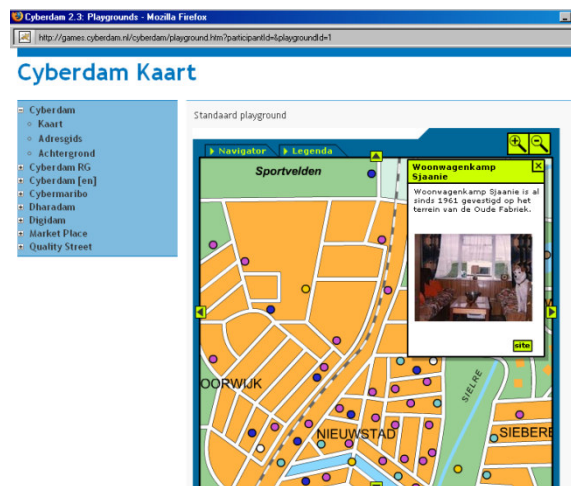 Cyberdam 2.3: Playgrounds - Mozilla Firefox
http://games.cyberdam.nl/cyberdam/playground.htm?participantId=&playgroundId=1
Cyberdam Kaart
Cyberdam
Kaart
Adresgids
Achtergrond
Cyberdam RG
Cyberdam [en]
Cybermaribo
Dharadam
Digidam
Market Place
Quality Street
Standaard playground
Navigator
Legenda
Woonwagenkamp
Sjaanie
Woonwagenkamp Sjaanie is al
sinds 1961 gevestigd op het
terrein van de Oude Fabriek.
site
Sportvelden
OORWIJK
NIEUWSTAD
SIELRE
SIEBERE